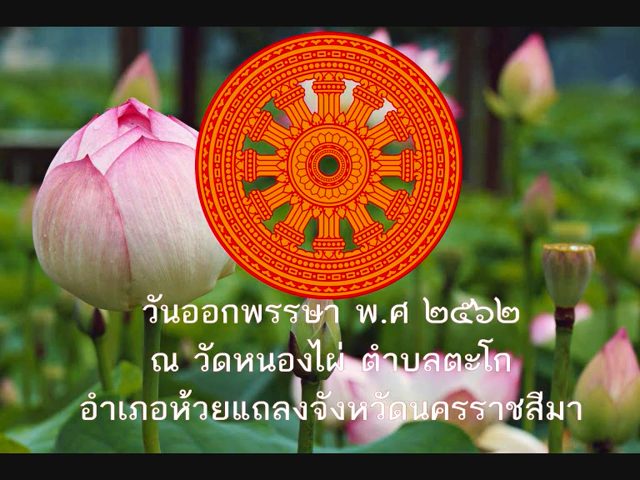 วันออกพรรษา พ.ศ ๒๕๖๒
ณ วัดหนองไผ่ ตำบลตะโก
อำเภอห้วยแถลงจังหวัดนครราชสีมา